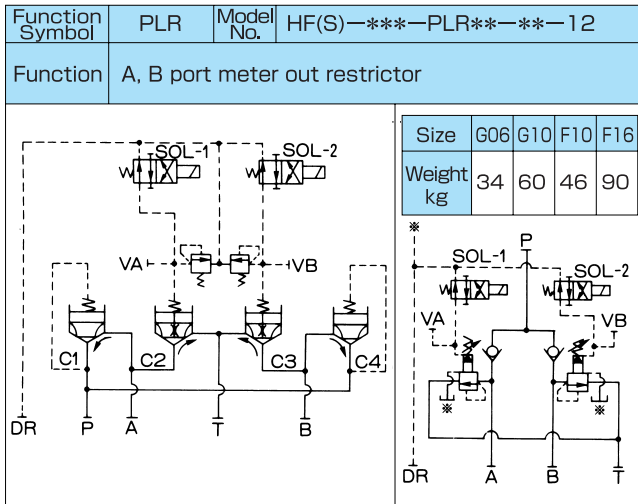 Function Symbol PLR Model No. HF(S)−***−PLR**−**−12
Function A, B port meter out restrictor
Size G06 G10 F10 F16
Weight kg 34 60 46 90
SOL-1 SOL-2
VA VB
C1 C2 C3 C4
DR P A T B
※ P
SOL-1 SOL-2
VA VB
※ ※
DR A B T